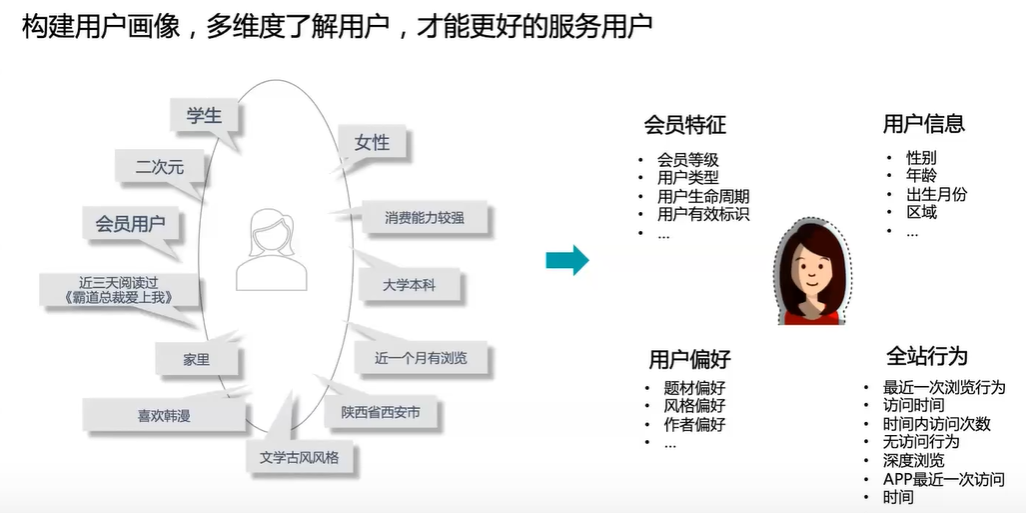 构建用户画像，多维度了解用户，才能更好的服务用户
学生
二次元
会员用户
近三天阅读过
《霸道总裁爱上我》
家里
喜欢韩漫
文学古风风格
女性
消费能力较强
大学本科
近一个月有浏览
陕西省西安市
会员特征
• 会员等级
• 用户类型
• 用户生命周期
• 用户有效标识
• ...
用户信息
• 性别
• 年龄
• 出生月份
• 区域
• ...
用户偏好
• 题材偏好
• 风格偏好
• 作者偏好
• ...
全站行为
• 最近一次浏览行为
• 访问时间
• 时间内访问次数
• 无访问行为
• 深度浏览
• APP最近一次访问
• 时间